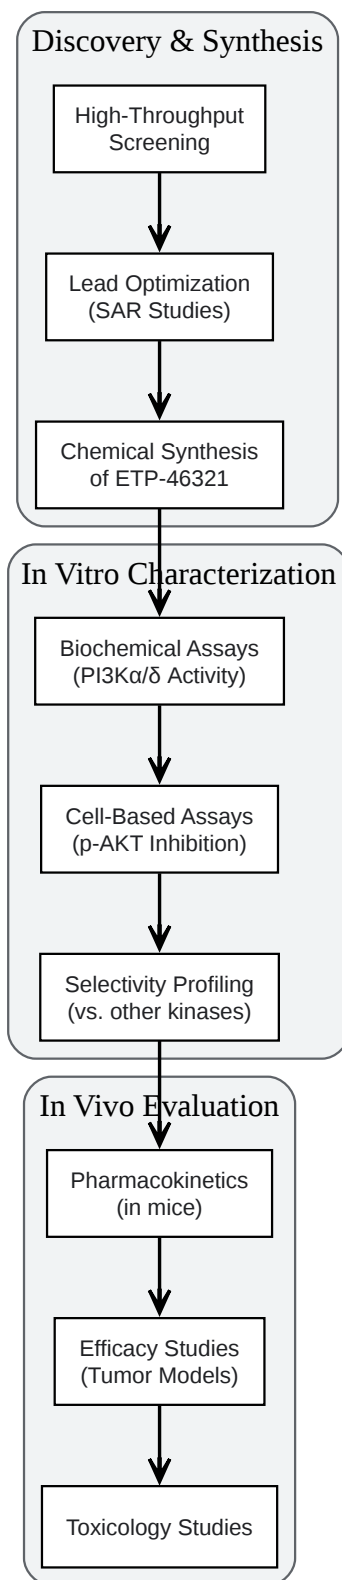 Discovery & Synthesis
High-Throughput
Screening
Lead Optimization
(SAR Studies)
Chemical Synthesis
of ETP-46321
In Vitro Characterization
Biochemical Assays
(PI3Kα/δ Activity)
Cell-Based Assays
(p-AKT Inhibition)
Selectivity Profiling
(vs. other kinases)
In Vivo Evaluation
Pharmacokinetics
(in mice)
Efficacy Studies
(Tumor Models)
Toxicology Studies